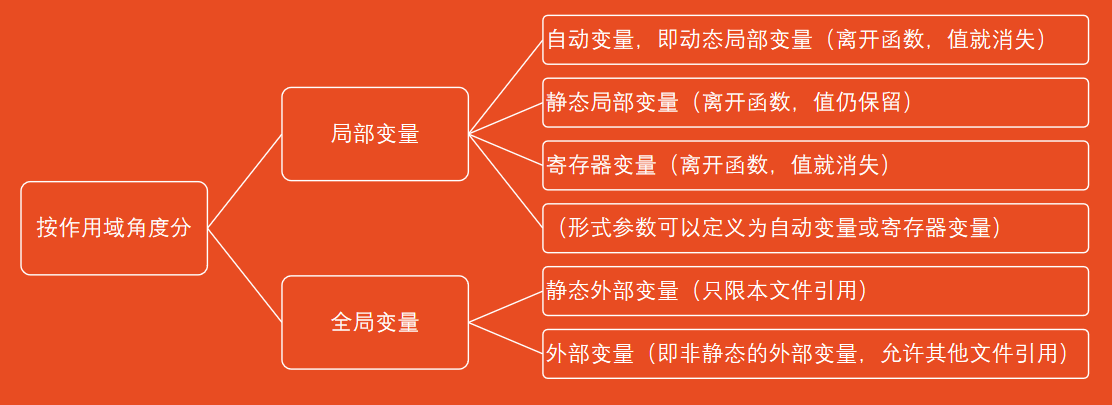 按作用域角度分
局部变量
自动变量，即动态局部变量（离开函数，值就消失）
静态局部变量（离开函数，值仍保留）
寄存器变量（离开函数，值就消失）
（形式参数可以定义为自动变量或寄存器变量）
全局变量
静态外部变量（只限本文件引用）
外部变量（即非静态的外部变量，允许其他文件引用）